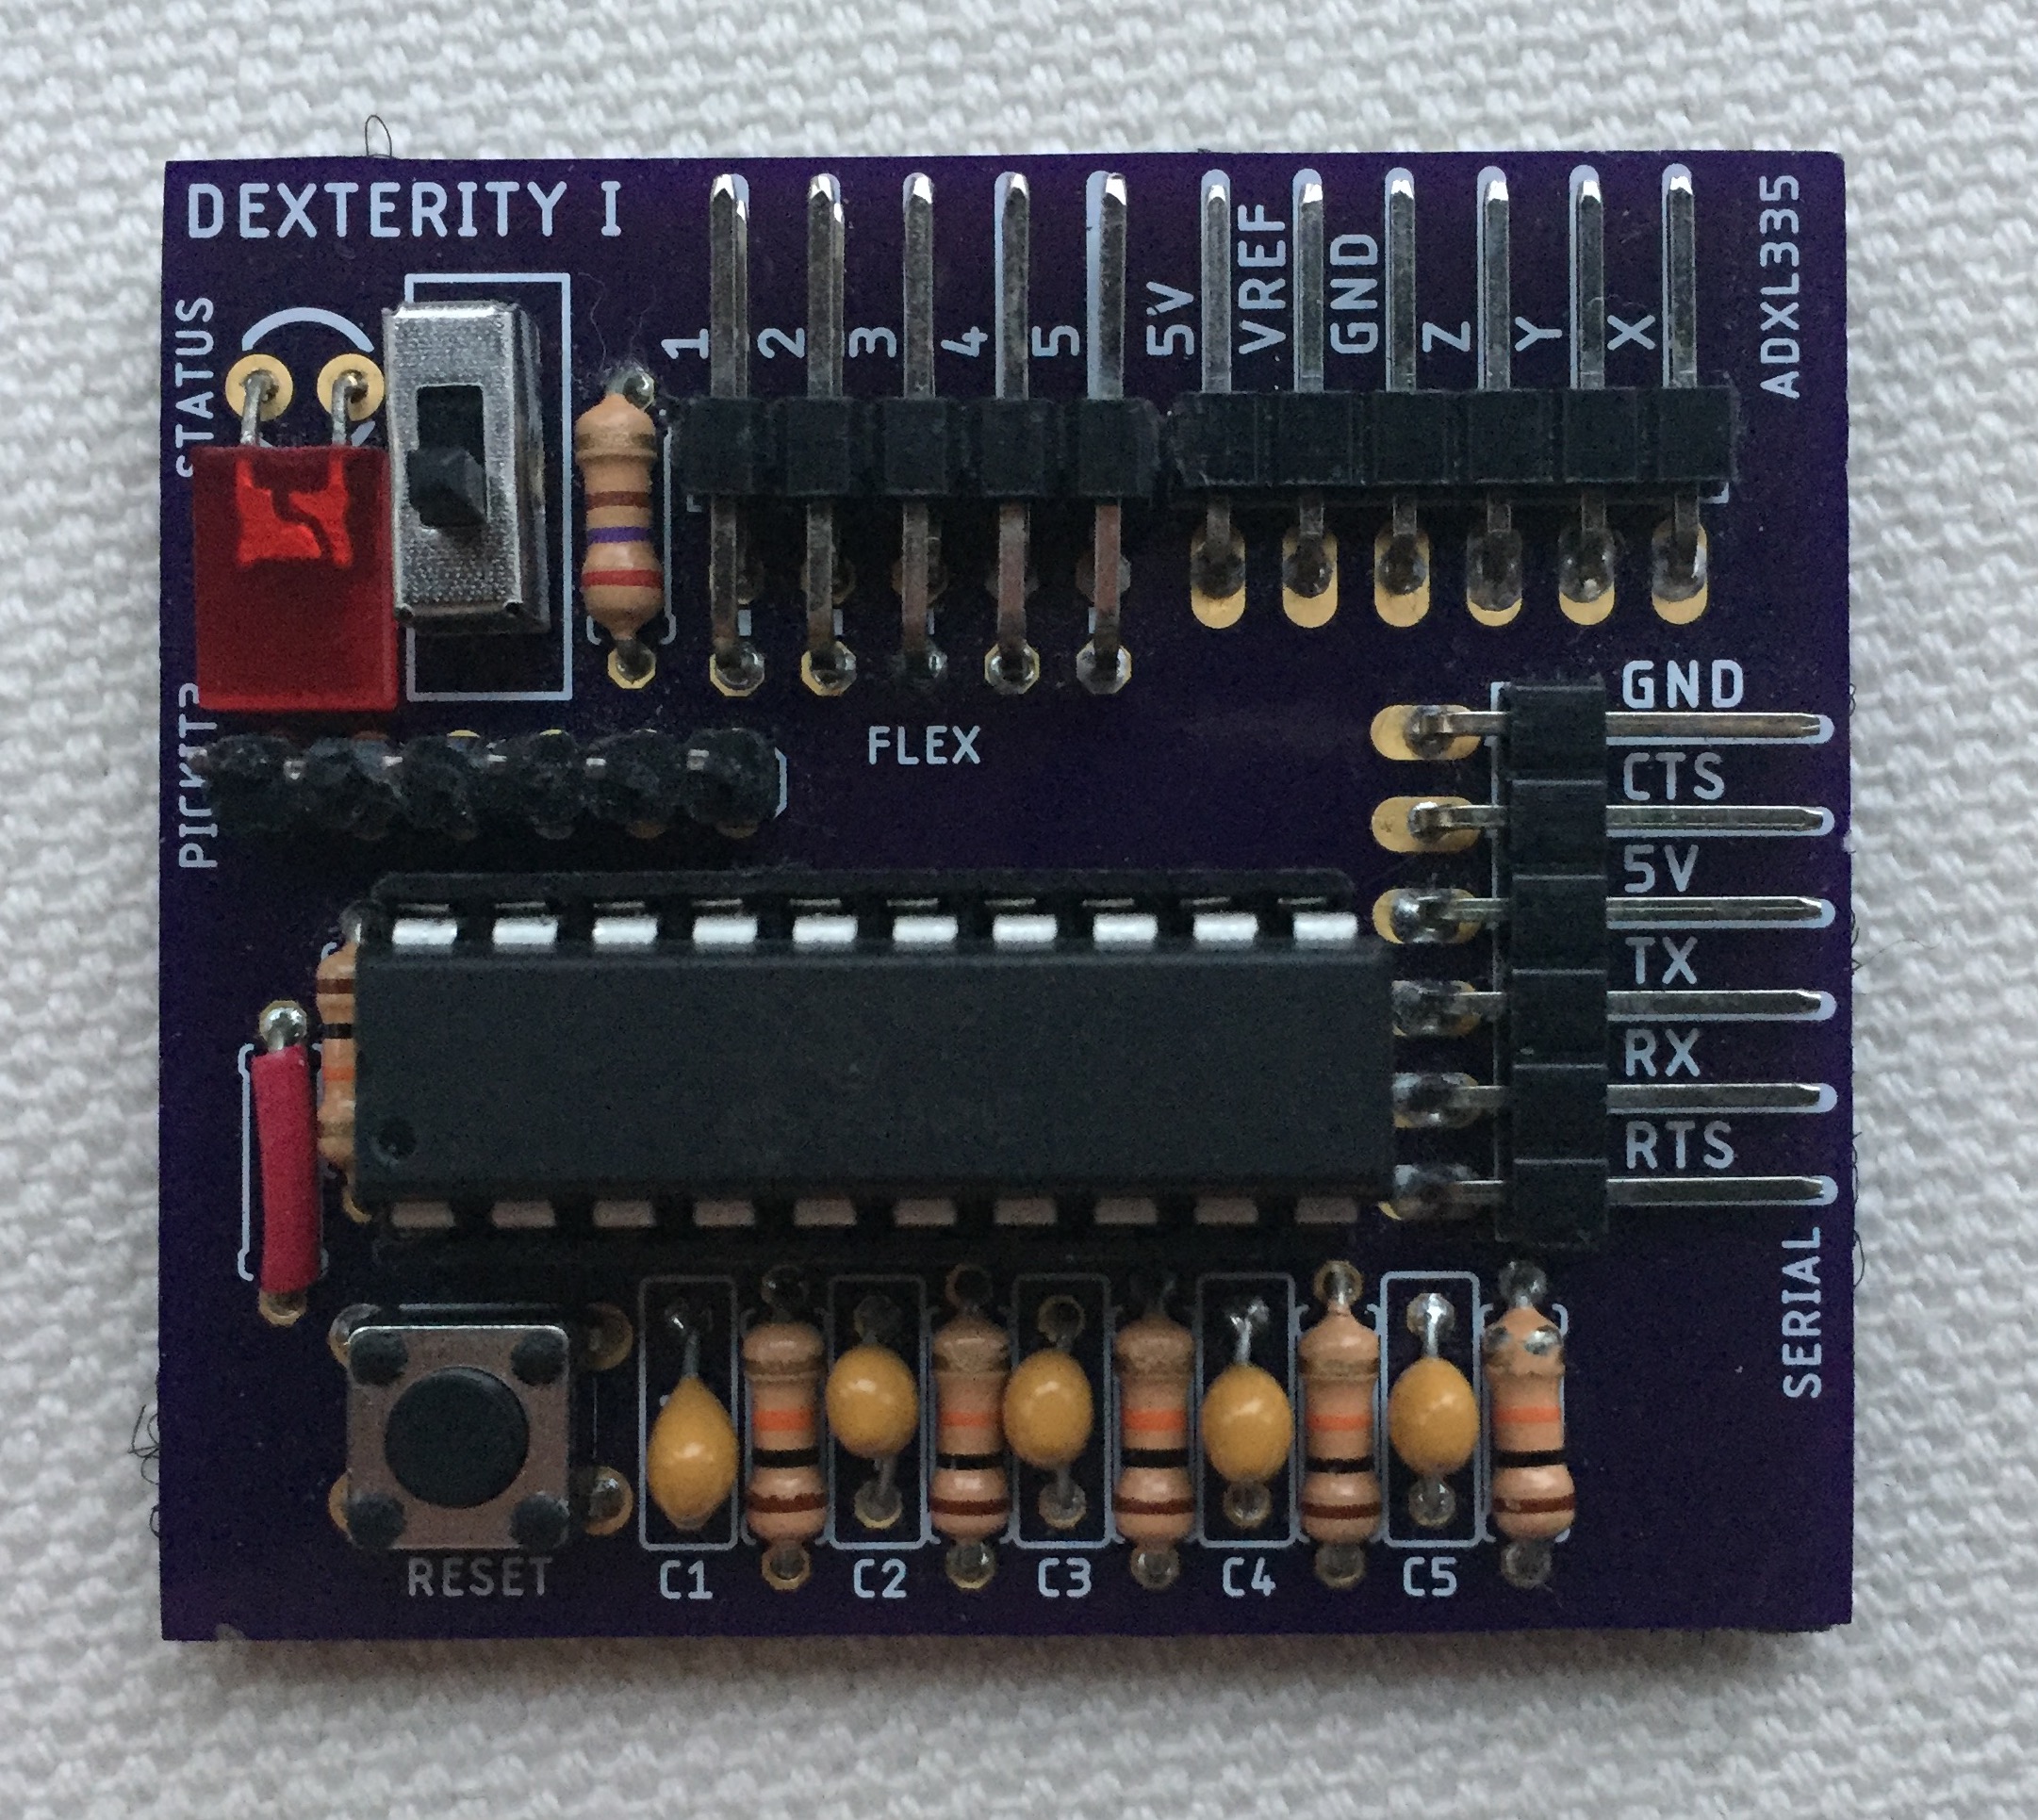 DEXTERITY I
STATUS
1
2
3
4
5
5V
VREF
GND
Z
Y
X
ADXL335
FLEX
PICKIT2
GND
CTS
5V
TX
RX
RTS
SERIAL
RESET
C1
C2
C3
C4
C5